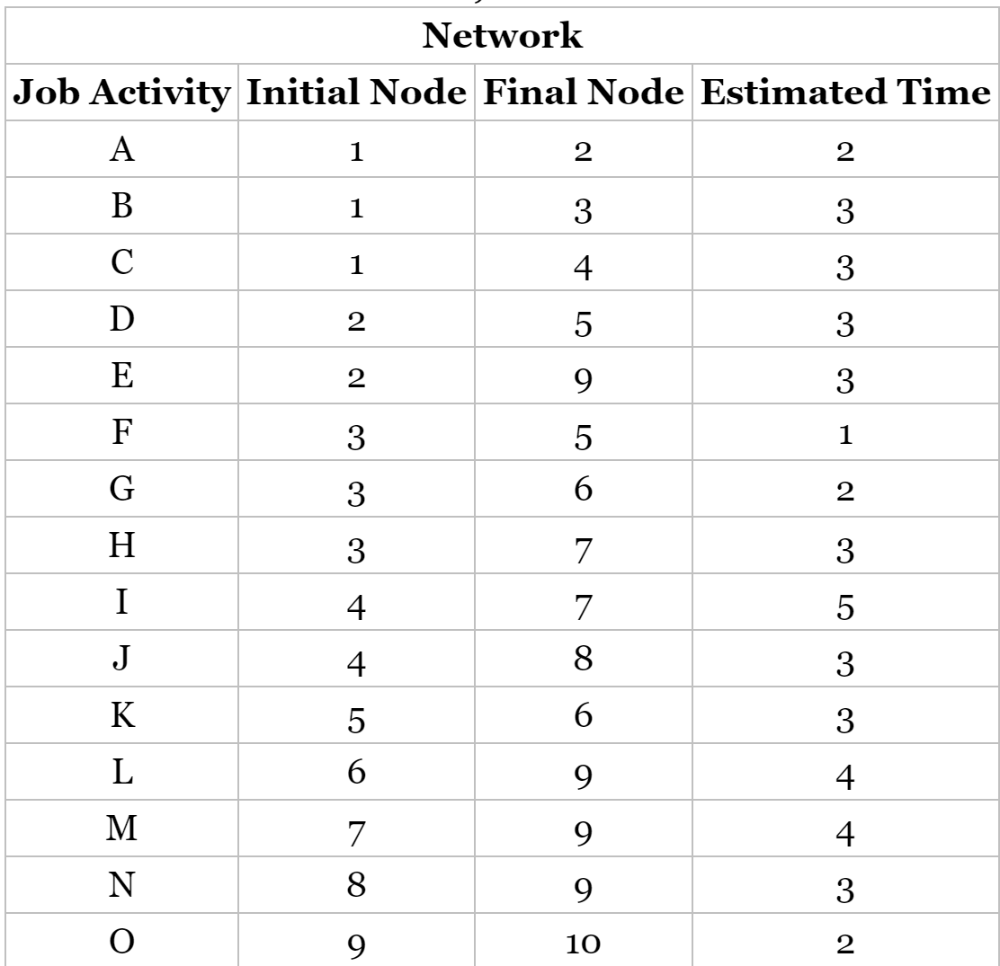 Network
Job Activity Initial Node Final Node Estimated Time
A 1 2 2
B 1 3 3
C 1 4 3
D 2 5 3
E 2 9 3
F 3 5 1
G 3 6 2
H 3 7 3
I 4 7 5
J 4 8 3
K 5 6 3
L 6 9 4
M 7 9 4
N 8 9 3
O 9 10 2